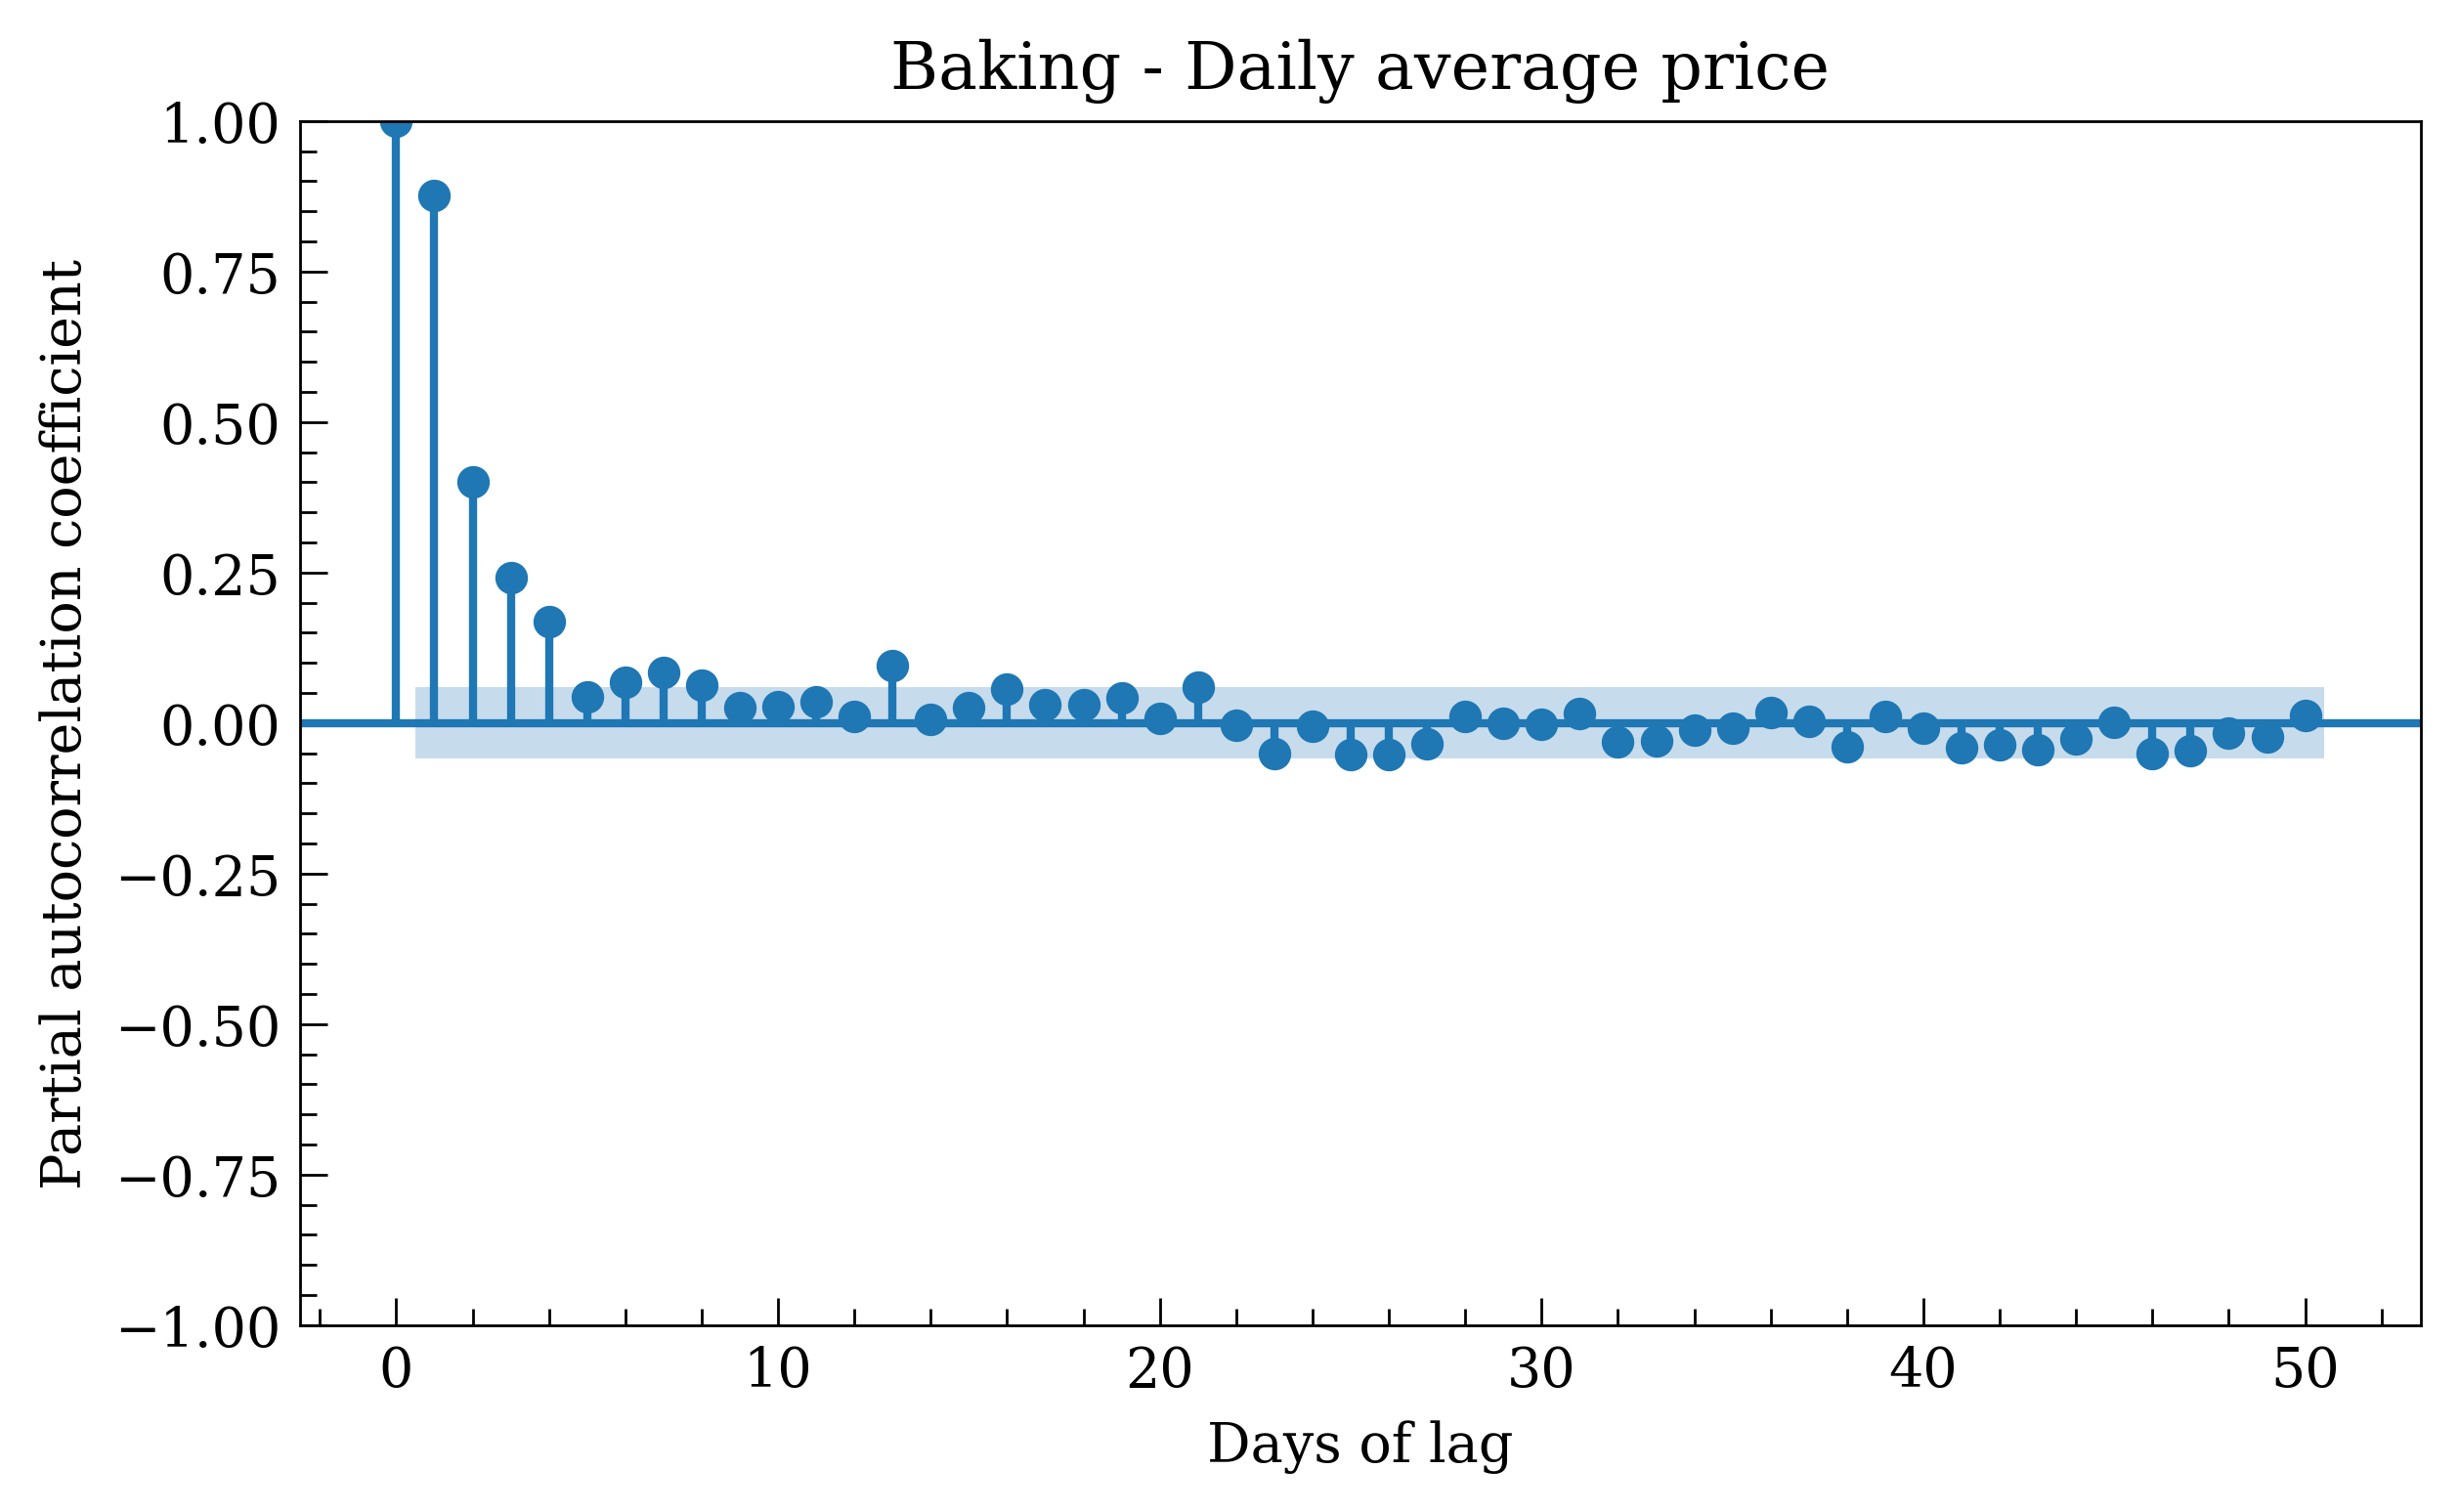 Baking - Daily average price
Partial autocorrelation coefficient
1.00
0.75
0.50
0.25
0.00
−0.25
−0.50
−0.75
−1.00
0 10 20 30 40 50
Days of lag